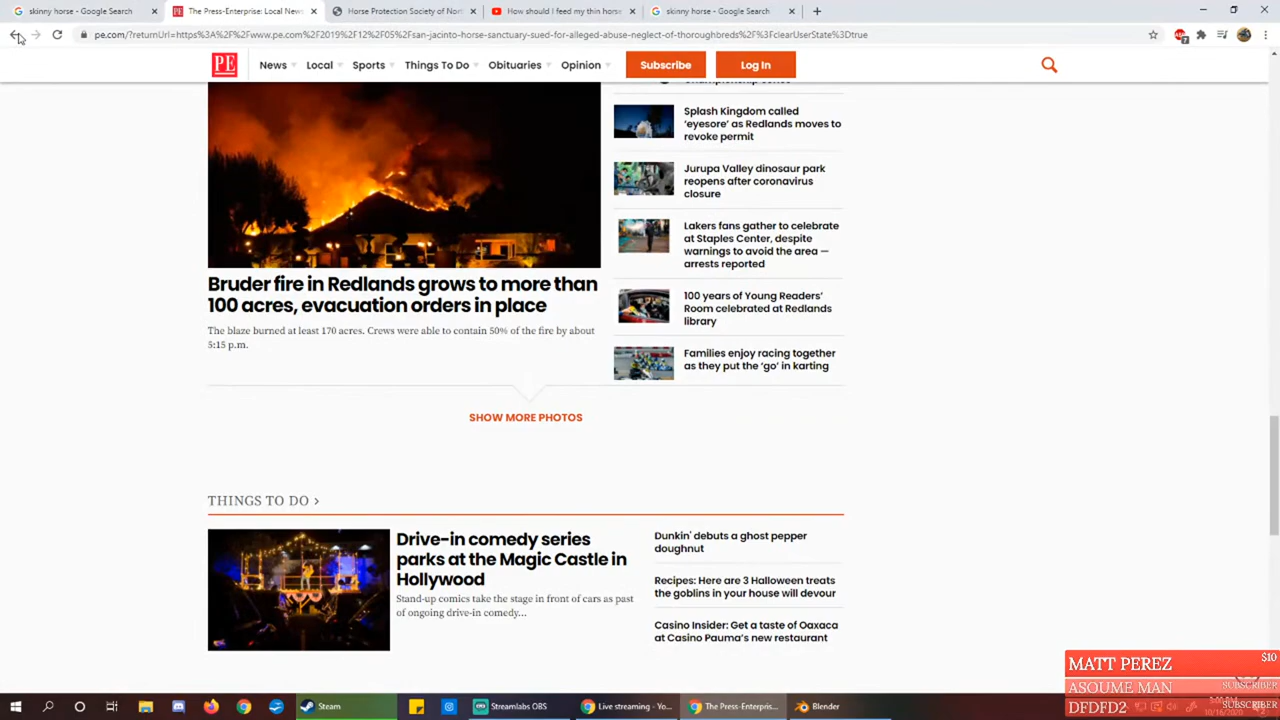 skinny horse - Google Search
The Press-Enterprise: Local New
Horse Protection Society of Nort
How should I feed my thin horse
skinny horse - Google Search
pe.com/?returnUrl=https%3A%2F%2Fwww.pe.com%2F2019%2F12%2F05%2Fsan-jacinto-horse-sanctuary-sued-for-alleged-abuse-neglect-of-thoroughbreds%2F%3FclearUserState%3Dtrue
PE
News Local Sports Things To Do Obituaries Opinion Subscribe Log In
Splash Kingdom called
‘eyesore’ as Redlands moves to
revoke permit
Jurupa Valley dinosaur park
reopens after coronavirus
closure
Lakers fans gather to celebrate
at Staples Center, despite
warnings to avoid the area —
arrests reported
100 years of Young Readers’
Room celebrated at Redlands
library
Families enjoy racing together
as they put the ‘go’ in karting
Bruder fire in Redlands grows to more than
100 acres, evacuation orders in place
The blaze burned at least 170 acres. Crews were able to contain 50% of the fire by about
5:15 p.m.
SHOW MORE PHOTOS
THINGS TO DO >
Drive-in comedy series
parks at the Magic Castle in
Hollywood
Stand-up comics take the stage in front of cars as past
of ongoing drive-in comedy...
Dunkin’ debuts a ghost pepper
doughnut
Recipes: Here are 3 Halloween treats
the goblins in your house will devour
Casino Insider: Get a taste of Oaxaca
at Casino Pauma’s new restaurant
MATT PEREZ $10
ASOUME MAN SUBSCRIBER
DFDFD2 SUBSCRIBER
Steam
Streamlabs OBS
Live streaming - Yo...
The Press-Enterpris...
Blender
10/16/2020